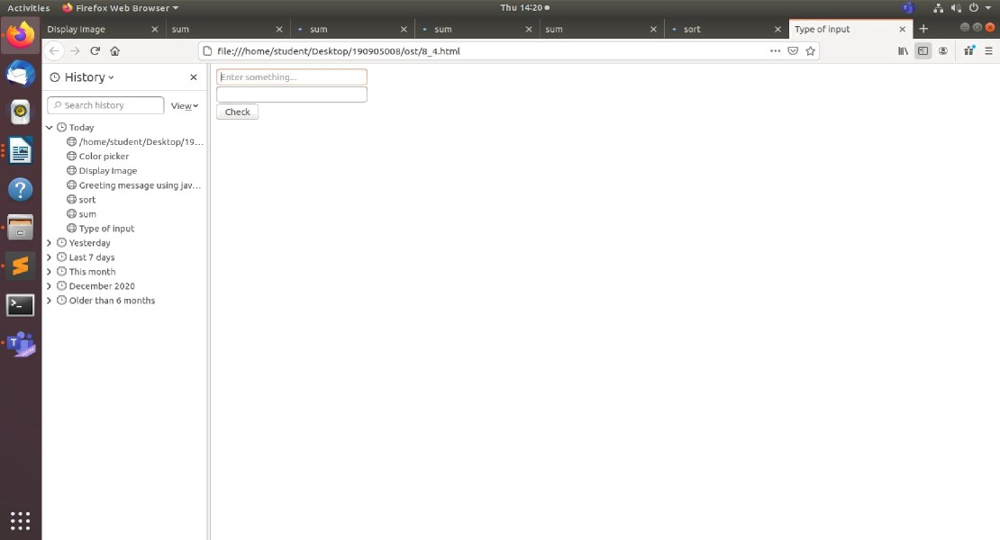 Activities Firefox Web Browser Thu 14:20
Display Image sum sum sum sum sort Type of input
file:///home/student/Desktop/190905008/ost/8_4.html
History
Search history View
Today
/home/student/Desktop/19...
Color picker
Display Image
Greeting message using jav...
sort
sum
Type of input
Yesterday
Last 7 days
This month
December 2020
Older than 6 months
Enter something...
Check